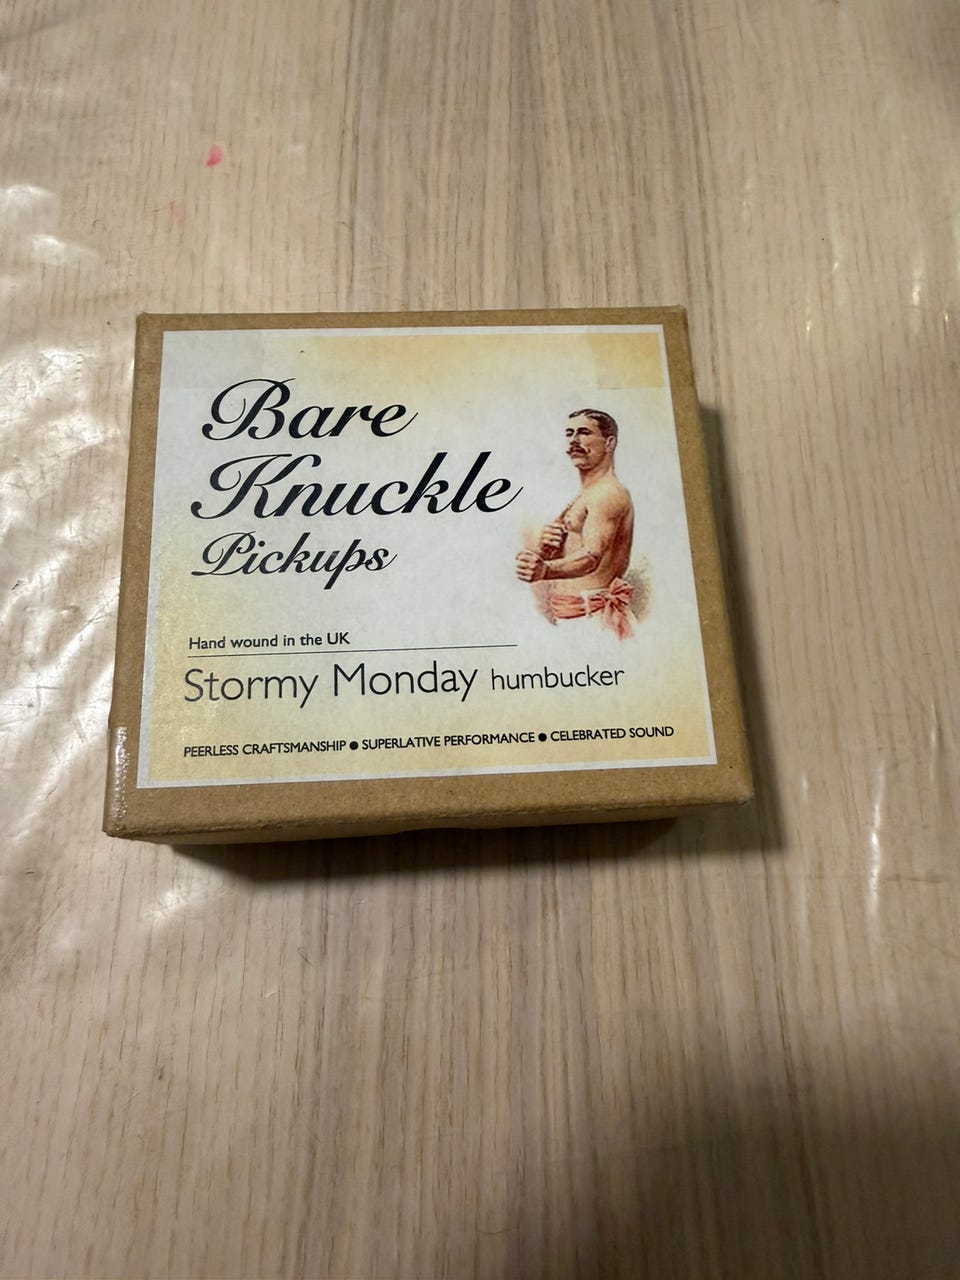 Bare
Knuckle
Pickups
Hand wound in the UK
Stormy Monday humbucker
PEERLESS CRAFTSMANSHIP ● SUPERLATIVE PERFORMANCE ● CELEBRATED SOUND